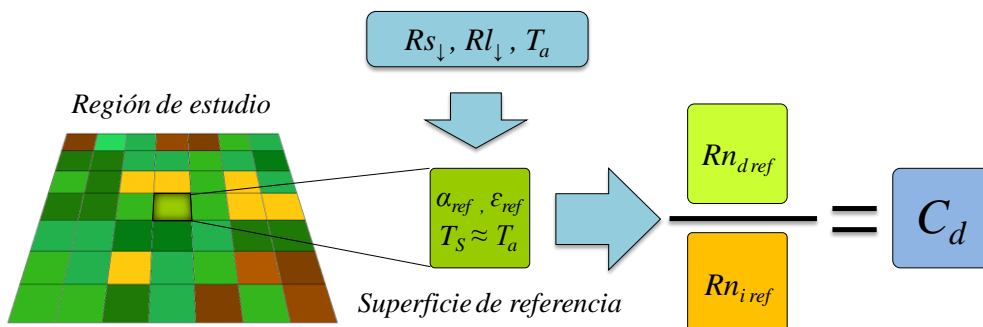 Rs↓, Rl↓, Ta
Región de estudio
αref , εref
TS ≈ Ta
Superficie de referencia
Rnd ref
Rni ref
=
Cd